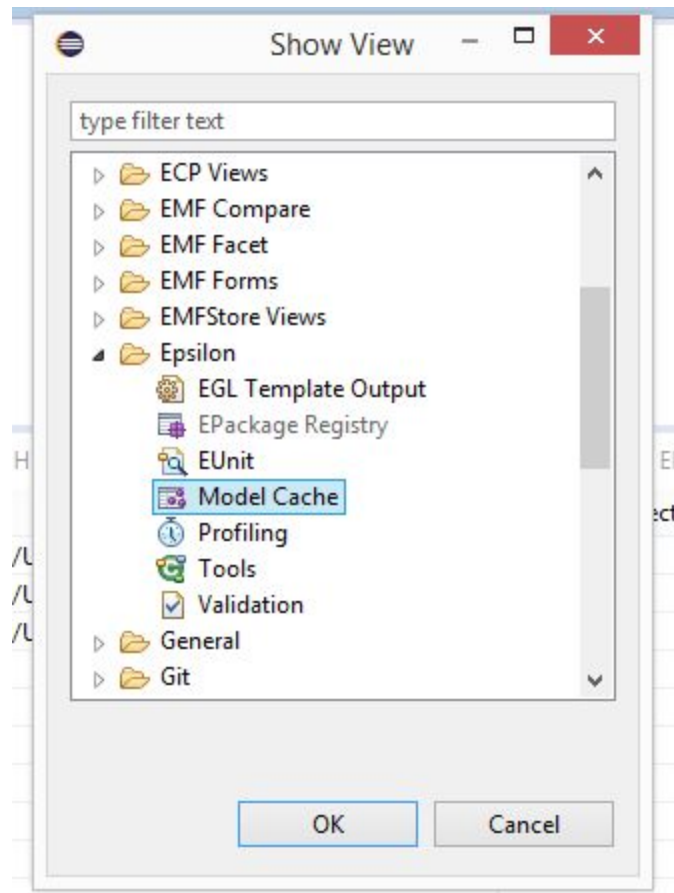 Show View
type filter text
ECP Views
EMF Compare
EMF Facet
EMF Forms
EMFStore Views
Epsilon
EGL Template Output
EPackage Registry
EUnit
Model Cache
Profiling
Tools
Validation
General
Git
OK Cancel
H
/U
/U
/U
ect